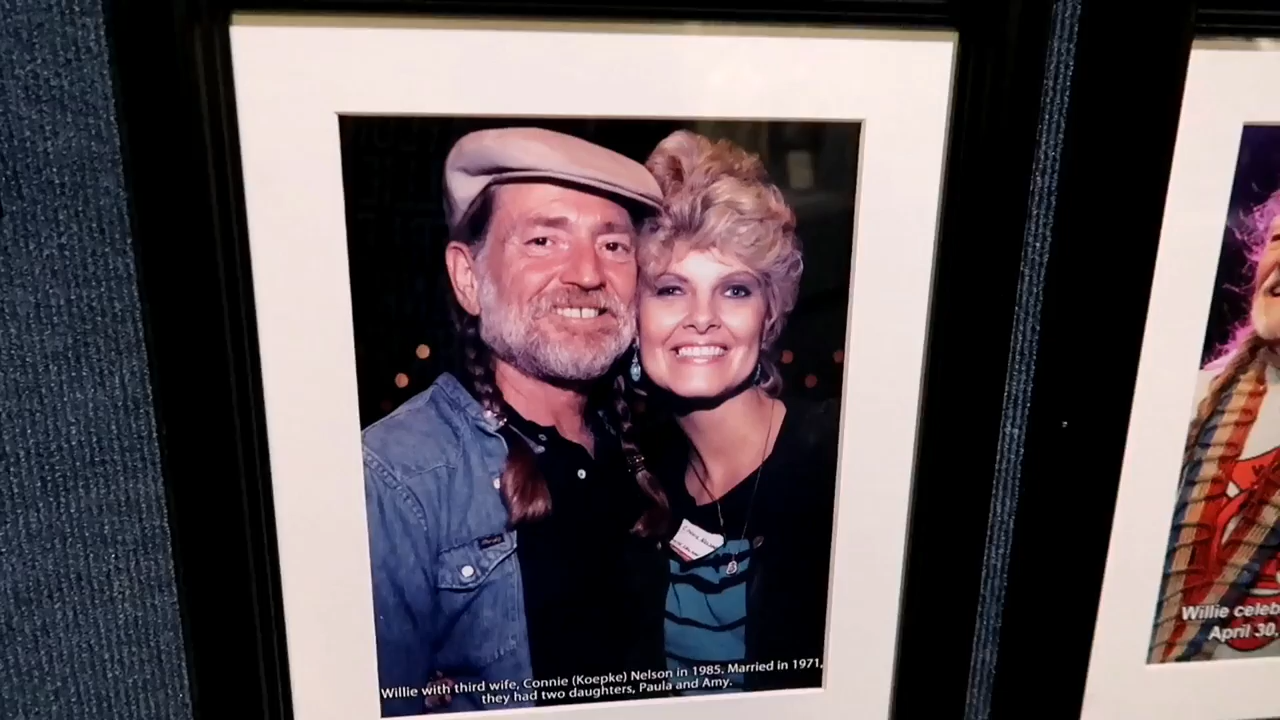 Willie with third wife, Connie (Koepke) Nelson in 1985. Married in 1971,
they had two daughters, Paula and Amy.
Willie celeb
April 30,